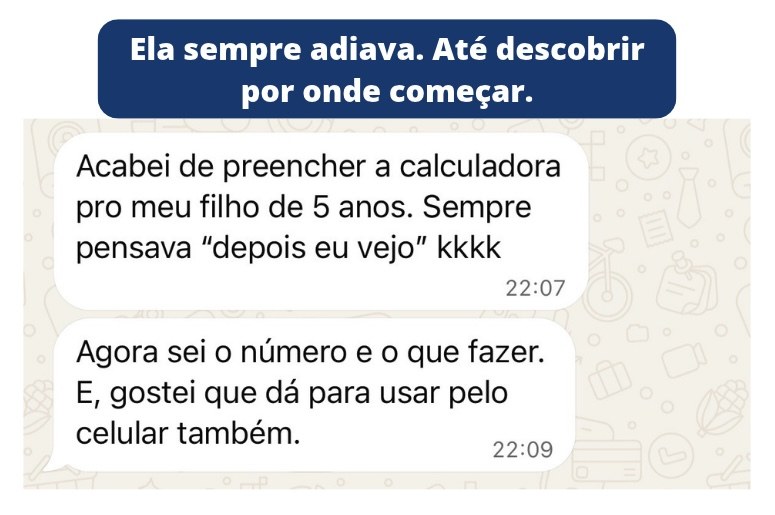 Ela sempre adiava. Até descobrir
por onde começar.
Acabei de preencher a calculadora
pro meu filho de 5 anos. Sempre
pensava “depois eu vejo” kkkk
22:07
Agora sei o número e o que fazer.
E, gostei que dá para usar pelo
celular também.
22:09